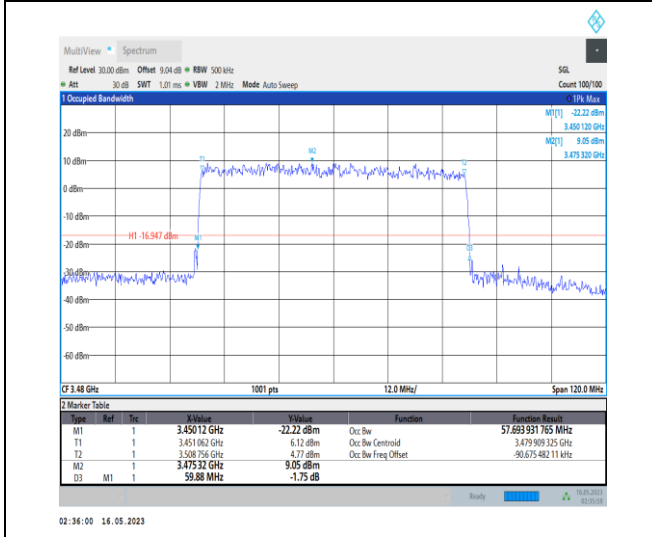 MultiView Spectrum
Ref Level 30.00 dBm Offset 9.04 dB RBW 500 kHz SGL
Att 30 dB SWT 1.01 ms VBW 2 MHz Mode Auto Sweep Count 100/100
1 Occupied Bandwidth 1Pk Max
M1[1] -22.22 dBm
3.450 120 GHz
M2[1] 9.05 dBm
3.475 320 GHz
20 dBm
M2
T1
T2
10 dBm
0 dBm
-10 dBm
H1 -16.947 dBm
M1
-20 dBm
D3
-30 dBm
-40 dBm
-50 dBm
-60 dBm
CF 3.48 GHz 1001 pts 12.0 MHz/ Span 120.0 MHz
2 Marker Table
Type Ref Trc X-Value Y-Value Function Function Result
M1 1 3.45012 GHz -22.22 dBm Occ Bw 57.693 931 765 MHz
T1 1 3.451 062 GHz 6.12 dBm Occ Bw Centroid 3.479 909 325 GHz
T2 1 3.508 756 GHz 4.77 dBm Occ Bw Freq Offset -90.675 482 11 kHz
M2 1 3.47532 GHz 9.05 dBm
D3 M1 1 59.88 MHz -1.75 dB
Ready 16.05.2023
02:35:59
02:36:00 16.05.2023